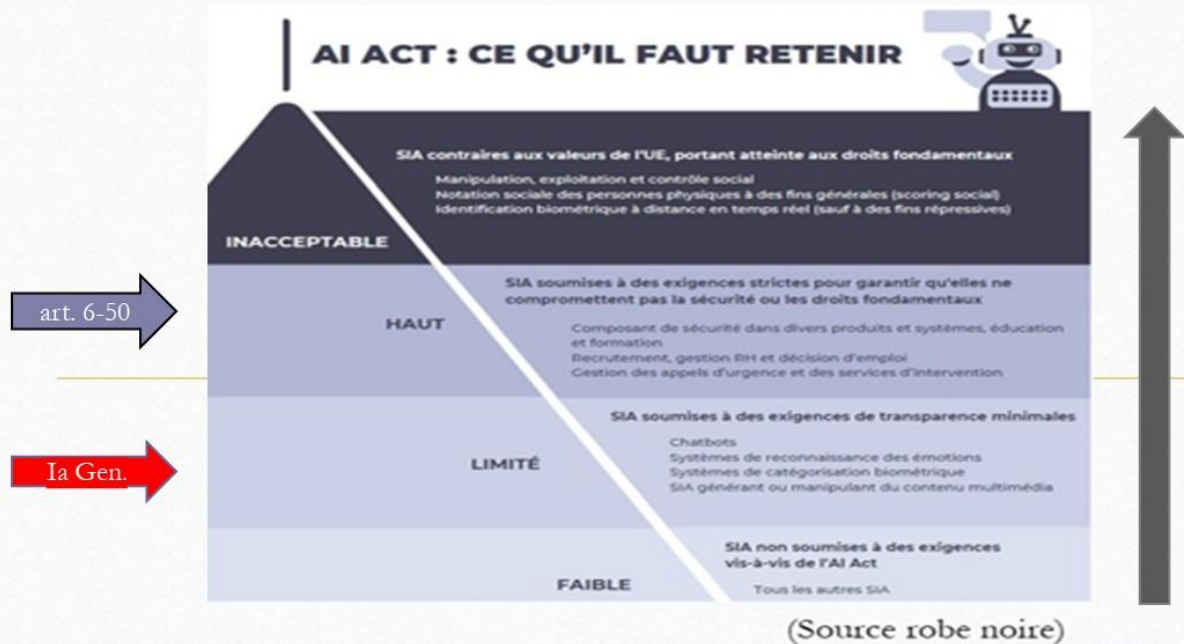 AI ACT : CE QU'IL FAUT RETENIR
SIA contraires aux valeurs de l'UE, portant atteinte aux droits fondamentaux
Manipulation, exploitation et contrôle social
Notation sociale des personnes physiques à des fins générales (scoring social)
Identification biométrique à distance en temps réel (sauf à des fins répressives)
INACCEPTABLE
art. 6-50
HAUT
SIA soumises à des exigences strictes pour garantir qu'elles ne
compromettent pas la sécurité ou les droits fondamentaux
Composant de sécurité dans divers produits et systèmes, éducation
et formation
Recrutement, gestion RH et décision d'emploi
Gestion des appels d'urgence et des services d'intervention
Ia Gen.
LIMITÉ
SIA soumises à des exigences de transparence minimales
Chatbots
Systèmes de reconnaissance des émotions
Systèmes de catégorisation biométrique
SIA générant ou manipulant du contenu multimédia
FAIBLE
SIA non soumises à des exigences
vis-à-vis de l'AI Act
Tous les autres SIA
(Source robe noire)